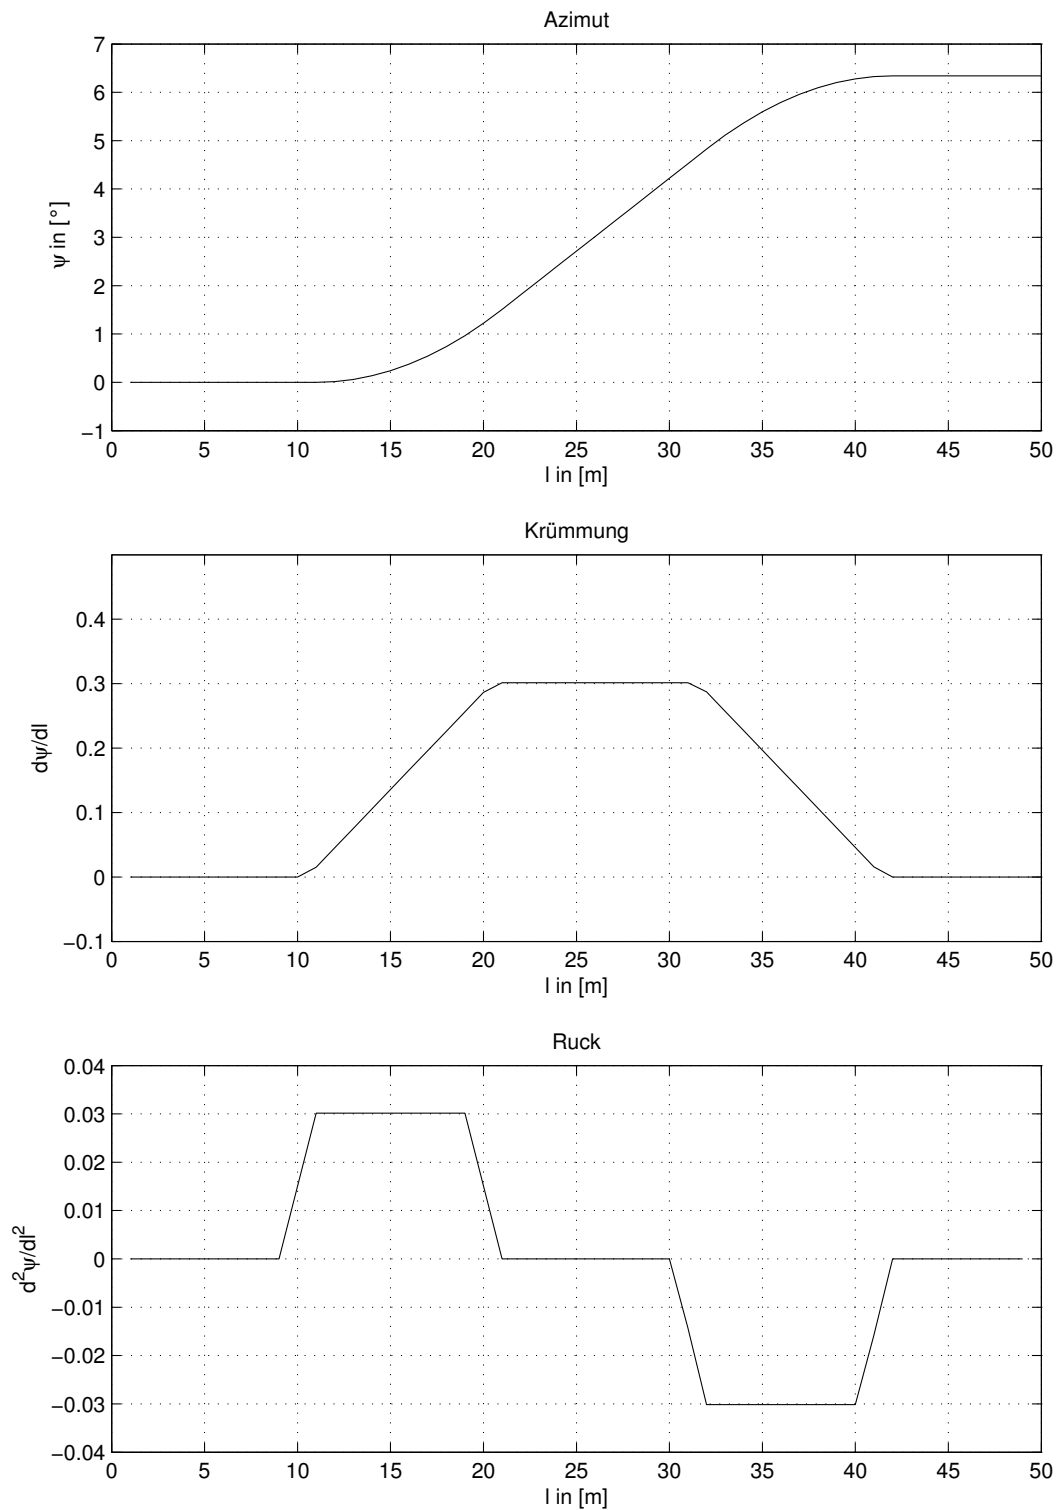 Azimut
7
6
5
4
3
2
1
0
−1
ψ in [°]
0 5 10 15 20 25 30 35 40 45 50
l in [m]
Krümmung
0.4
0.3
0.2
0.1
0
−0.1
dψ/dl
0 5 10 15 20 25 30 35 40 45 50
l in [m]
Ruck
0.04
0.03
0.02
0.01
0
−0.01
−0.02
−0.03
−0.04
d²ψ/dl²
0 5 10 15 20 25 30 35 40 45 50
l in [m]